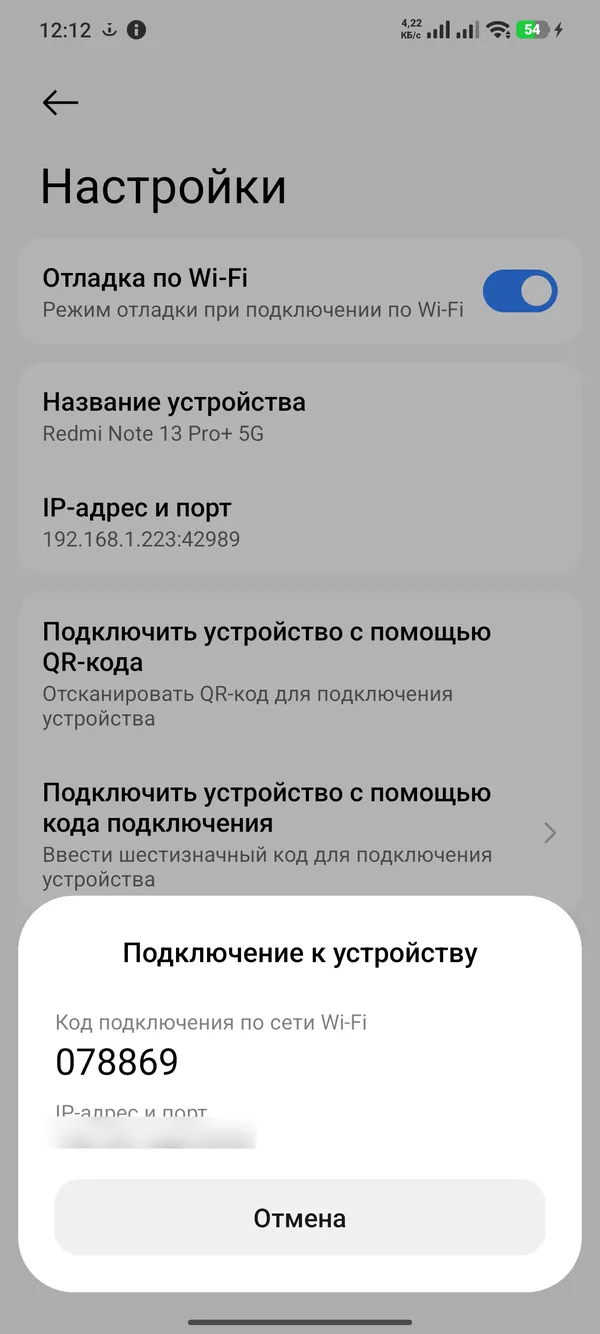 12:12
4,22
КБ/с
54
Настройки
Отладка по Wi-Fi
Режим отладки при подключении по Wi-Fi
Название устройства
Redmi Note 13 Pro+ 5G
IP-адрес и порт
192.168.1.223:42989
Подключить устройство с помощью
QR-кода
Отсканировать QR-код для подключения
устройства
Подключить устройство с помощью
кода подключения
Ввести шестизначный код для подключения
устройства
Подключение к устройству
Код подключения по сети Wi-Fi
078869
IP-адрес и порт
Отмена